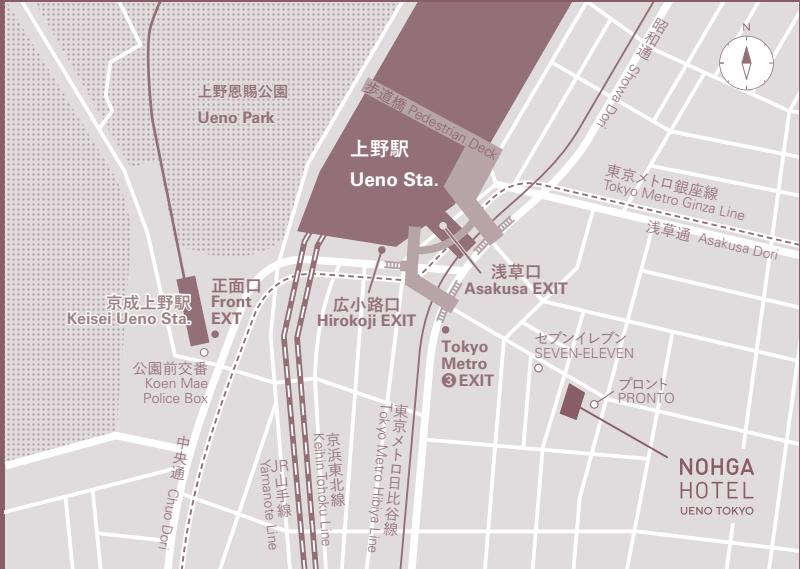 N
昭和通 Showa Dori
上野恩賜公園
Ueno Park
歩道橋 Pedestrian Deck
上野駅
Ueno Sta.
東京メトロ銀座線
Tokyo Metro Ginza Line
浅草通 Asakusa Dori
浅草口
Asakusa EXIT
正面口
Front
EXT
京成上野駅
Keisei Ueno Sta.
広小路口
Hirokoji EXIT
公園前交番
Koen Mae
Police Box
Tokyo
Metro
❸EXIT
セブンイレブン
SEVEN-ELEVEN
プロント
PRONTO
中央通 Chuo Dori
JR山手線
Yamanote Line
京浜東北線
Keihin Tohoku Line
東京メトロ日比谷線
Tokyo Metro Hibiya Line
NOHGA
HOTEL
UENO TOKYO